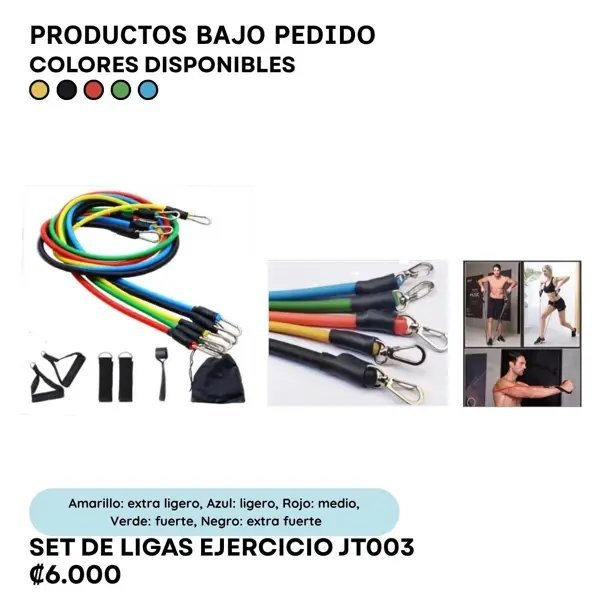 PRODUCTOS BAJO PEDIDO
COLORES DISPONIBLES
Amarillo: extra ligero, Azul: ligero, Rojo: medio,
Verde: fuerte, Negro: extra fuerte
SET DE LIGAS EJERCICIO JT003
₡6.000